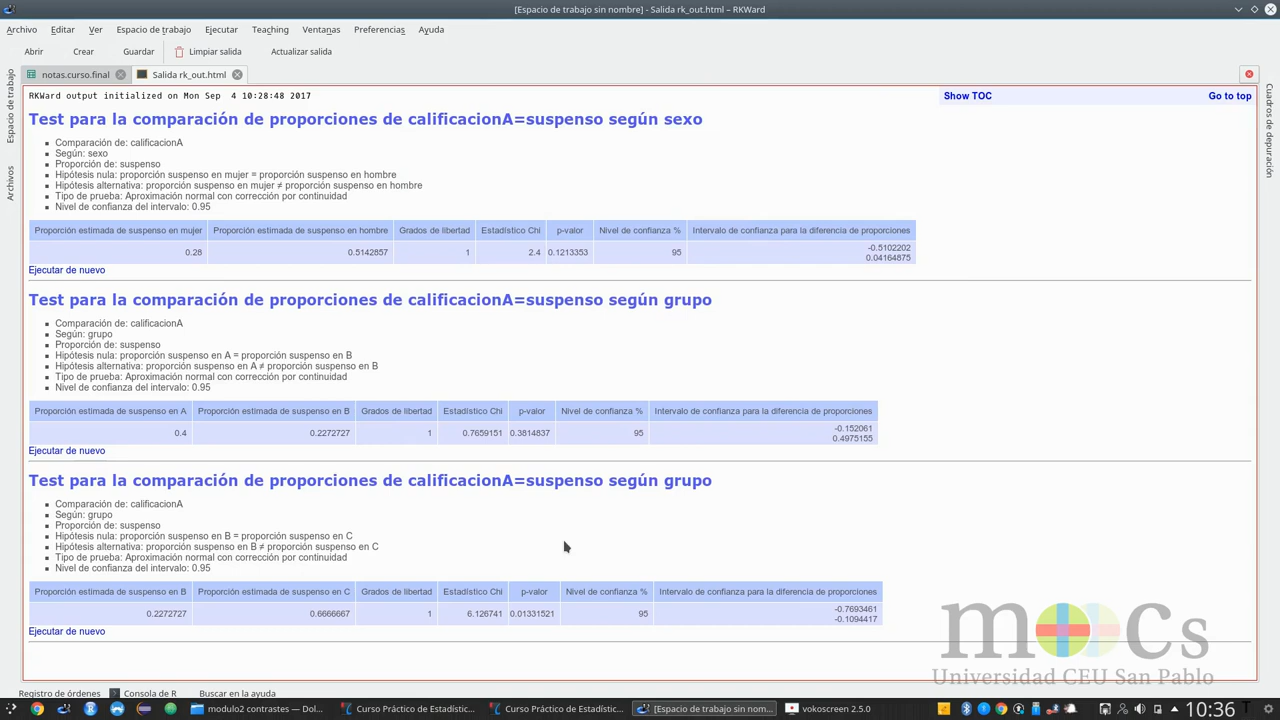 [Espacio de trabajo sin nombre] - Salida rk_out.html – RKWard
Archivo Editar Ver Espacio de trabajo Ejecutar Teaching Ventanas Preferencias Ayuda
Abrir Crear Guardar Limpiar salida Actualizar salida
notas.curso.final Salida rk_out.html
Espacio de trabajo
Archivos
Cuadros de depuración
RKWard output initialized on Mon Sep 4 10:28:48 2017
Show TOC Go to top
Test para la comparación de proporciones de calificacionA=suspenso según sexo
Comparación de: calificacionA
Según: sexo
Proporción de: suspenso
Hipótesis nula: proporción suspenso en mujer = proporción suspenso en hombre
Hipótesis alternativa: proporción suspenso en mujer ≠ proporción suspenso en hombre
Tipo de prueba: Aproximación normal con corrección por continuidad
Nivel de confianza del intervalo: 0.95
Proporción estimada de suspenso en mujer Proporción estimada de suspenso en hombre Grados de libertad Estadístico Chi p-valor Nivel de confianza % Intervalo de confianza para la diferencia de proporciones
0.28 0.5142857 1 2.4 0.1213353 95 -0.5102202
0.04164875
Ejecutar de nuevo
Test para la comparación de proporciones de calificacionA=suspenso según grupo
Comparación de: calificacionA
Según: grupo
Proporción de: suspenso
Hipótesis nula: proporción suspenso en A = proporción suspenso en B
Hipótesis alternativa: proporción suspenso en A ≠ proporción suspenso en B
Tipo de prueba: Aproximación normal con corrección por continuidad
Nivel de confianza del intervalo: 0.95
Proporción estimada de suspenso en A Proporción estimada de suspenso en B Grados de libertad Estadístico Chi p-valor Nivel de confianza % Intervalo de confianza para la diferencia de proporciones
0.4 0.2272727 1 0.7659151 0.3814837 95 -0.152061
0.4975155
Ejecutar de nuevo
Test para la comparación de proporciones de calificacionA=suspenso según grupo
Comparación de: calificacionA
Según: grupo
Proporción de: suspenso
Hipótesis nula: proporción suspenso en B = proporción suspenso en C
Hipótesis alternativa: proporción suspenso en B ≠ proporción suspenso en C
Tipo de prueba: Aproximación normal con corrección por continuidad
Nivel de confianza del intervalo: 0.95
Proporción estimada de suspenso en B Proporción estimada de suspenso en C Grados de libertad Estadístico Chi p-valor Nivel de confianza % Intervalo de confianza para la diferencia de proporciones
0.2272727 0.6666667 1 6.126741 0.01331521 95 -0.7693461
-0.1094417
Ejecutar de nuevo
moocs
Universidad CEU San Pablo
Registro de órdenes Consola de R Buscar en la ayuda
modulo2 contrastes — Dol... Curso Práctico de Estadístic... Curso Práctico de Estadístic... [Espacio de trabajo sin nom... vokoscreen 2.5.0 10:36